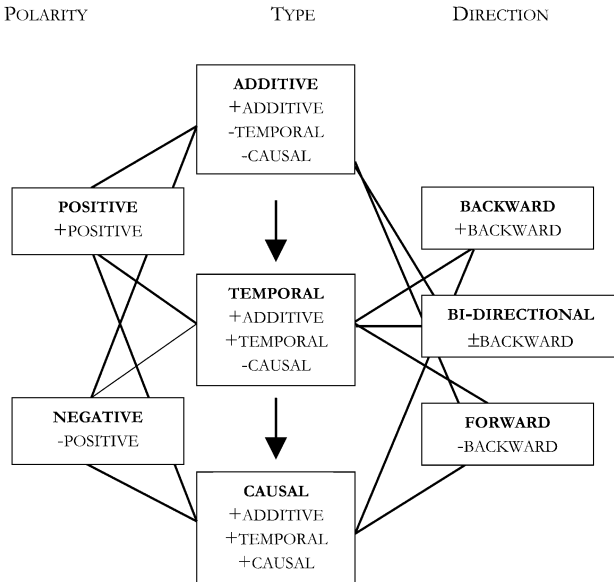 POLARITY TYPE DIRECTION
ADDITIVE
+ADDITIVE
-TEMPORAL
-CAUSAL
POSITIVE
+POSITIVE
BACKWARD
+BACKWARD
TEMPORAL
+ADDITIVE
+TEMPORAL
-CAUSAL
BI-DIRECTIONAL
±BACKWARD
NEGATIVE
-POSITIVE
FORWARD
-BACKWARD
CAUSAL
+ADDITIVE
+TEMPORAL
+CAUSAL